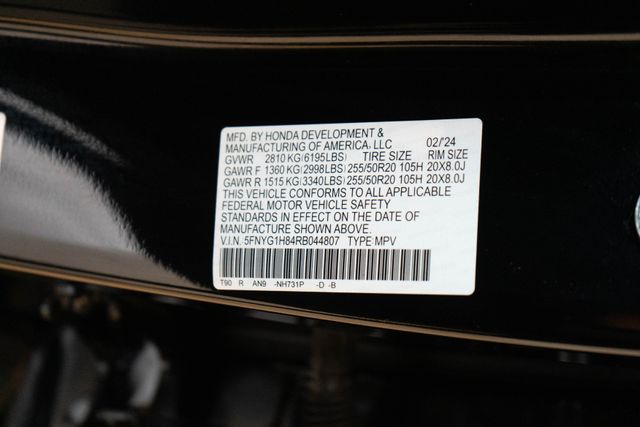 MFD. BY HONDA DEVELOPMENT &
MANUFACTURING OF AMERICA, LLC 02/'24
GVWR 2810 KG(6195LBS) TIRE SIZE RIM SIZE
GAWR F 1360 KG(2998LBS) 255/50R20 105H 20X8.0J
GAWR R 1515 KG(3340LBS) 255/50R20 105H 20X8.0J
THIS VEHICLE CONFORMS TO ALL APPLICABLE
FEDERAL MOTOR VEHICLE SAFETY
STANDARDS IN EFFECT ON THE DATE OF
MANUFACTURE SHOWN ABOVE.
V.I.N. 5FNYG1H84RB044807 TYPE:MPV
T90 R AN9 -NH731P -D -B